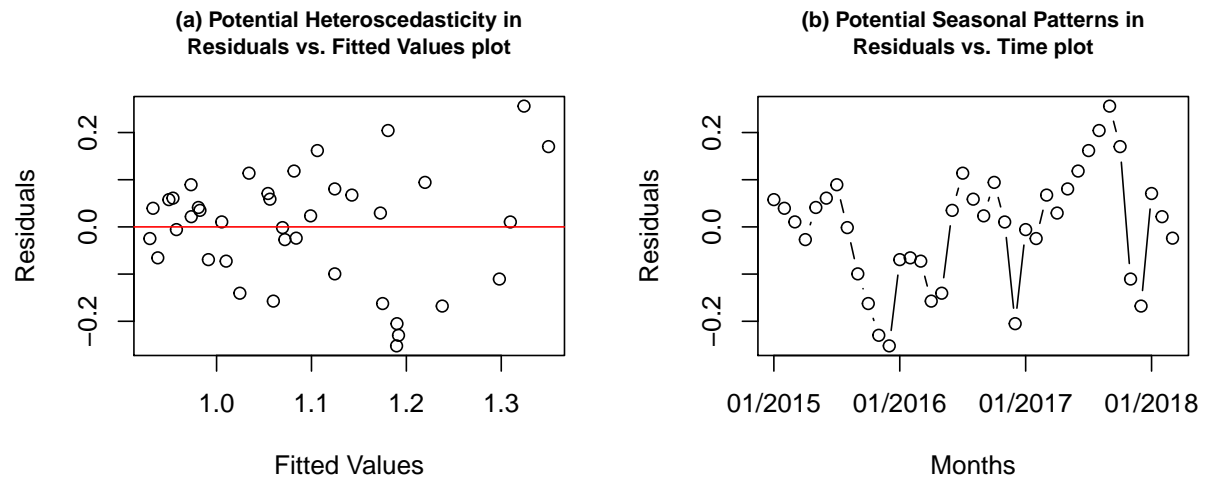 (a) Potential Heteroscedasticity in
Residuals vs. Fitted Values plot
Residuals
0.2
0.0
−0.2
1.0 1.1 1.2 1.3
Fitted Values
(b) Potential Seasonal Patterns in
Residuals vs. Time plot
Residuals
0.2
0.0
−0.2
01/2015 01/2016 01/2017 01/2018
Months